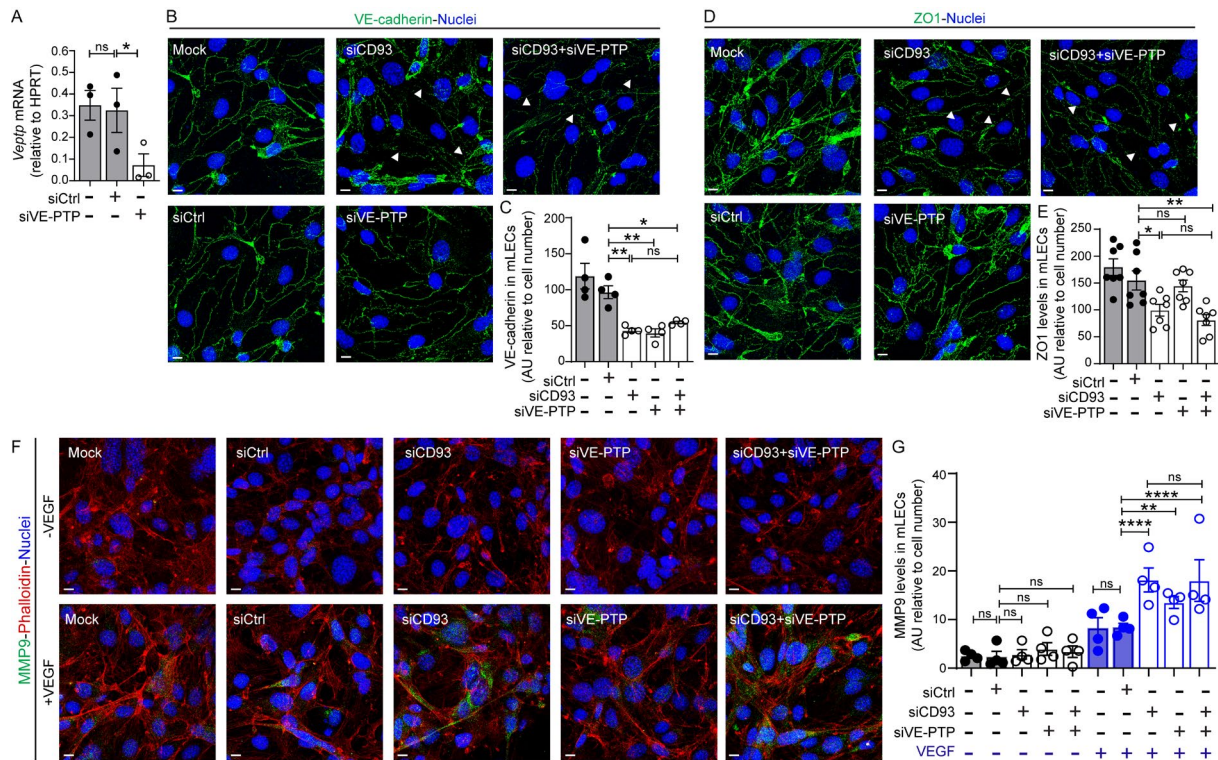 A
Veptp mRNA
(relative to HPRT)
0.6
0.5
0.4
0.3
0.2
0.1
0.0
ns
*
siCtrl - + -
siVE-PTP - - +
B
VE-cadherin-Nuclei
Mock
siCD93
siCD93+siVE-PTP
siCtrl
siVE-PTP
C
VE-cadherin in mLECs
(AU relative to cell number)
200
150
100
50
0
*
**
** ns
siCtrl - + - - -
siCD93 - - + - +
siVE-PTP - - - + +
D
ZO1-Nuclei
Mock
siCD93
siCD93+siVE-PTP
siCtrl
siVE-PTP
E
ZO1 levels in mLECs
(AU relative to cell number)
250
200
150
100
50
0
**
ns
* ns
siCtrl - + - - -
siCD93 - - + - +
siVE-PTP - - - + +
F
MMP9-Phalloidin-Nuclei
-VEGF
Mock
siCtrl
siCD93
siVE-PTP
siCD93+siVE-PTP
+VEGF
Mock
siCtrl
siCD93
siVE-PTP
siCD93+siVE-PTP
G
MMP9 levels in mLECs
(AU relative to cell number)
40
30
20
10
0
ns
ns
ns ns
ns
****
**
****
ns
siCtrl - + - - - - + - - -
siCD93 - - + - + - - + - +
siVE-PTP - - - + + - - - + +
VEGF - - - - - + + + + +